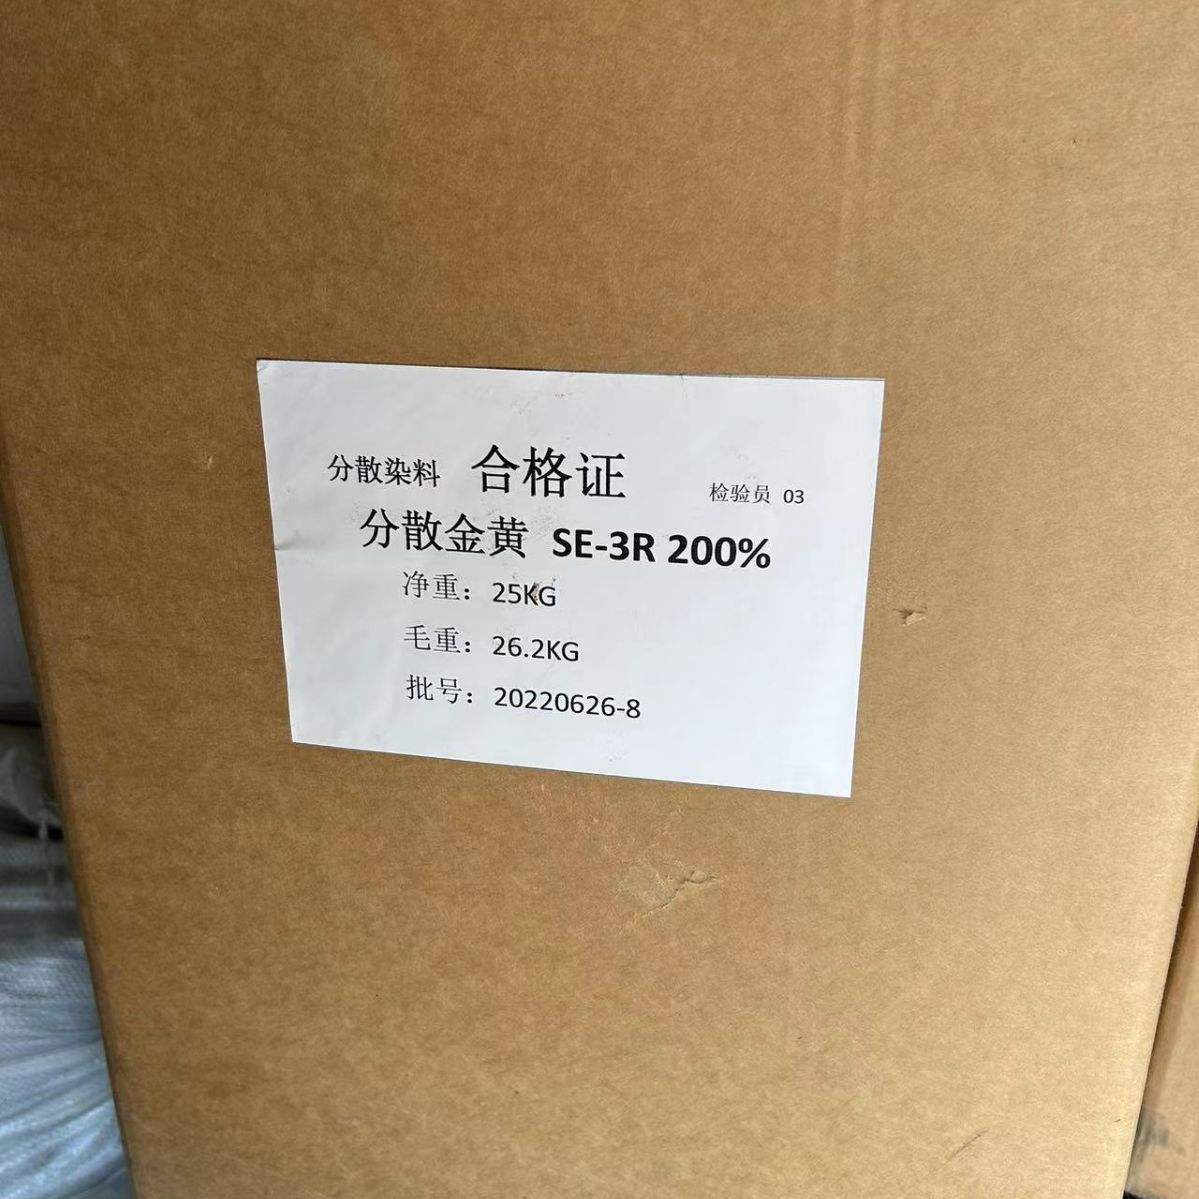 分散染料 合格证 检验员 03
分散金黄 SE-3R 200%
净重：25KG
毛重：26.2KG
批号：20220626-8